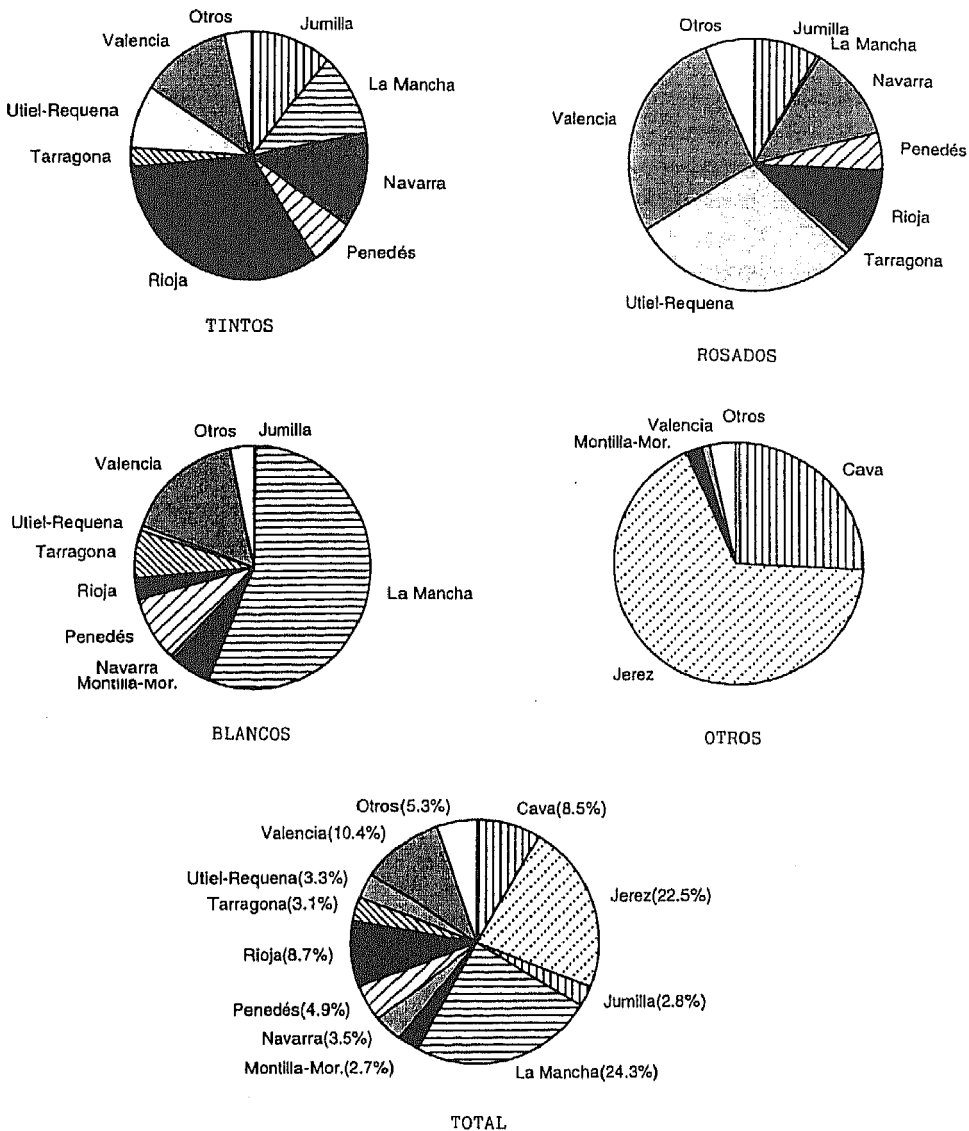 Otros
Jumilla
Valencia
La Mancha
Utiel-Requena
Tarragona
Navarra
Penedés
Rioja
TINTOS
Otros
Jumilla
La Mancha
Navarra
Valencia
Penedés
Rioja
Tarragona
Utiel-Requena
ROSADOS
Otros
Jumilla
Valencia
Utiel-Requena
Tarragona
Rioja
La Mancha
Penedés
Navarra
Montilla-Mor.
BLANCOS
Valencia
Otros
Montilla-Mor.
Cava
Jerez
OTROS
Otros(5.3%)
Cava(8.5%)
Valencia(10.4%)
Utiel-Requena(3.3%)
Jerez(22.5%)
Tarragona(3.1%)
Rioja(8.7%)
Jumilla(2.8%)
Penedés(4.9%)
Navarra(3.5%)
Montilla-Mor.(2.7%)
La Mancha(24.3%)
TOTAL